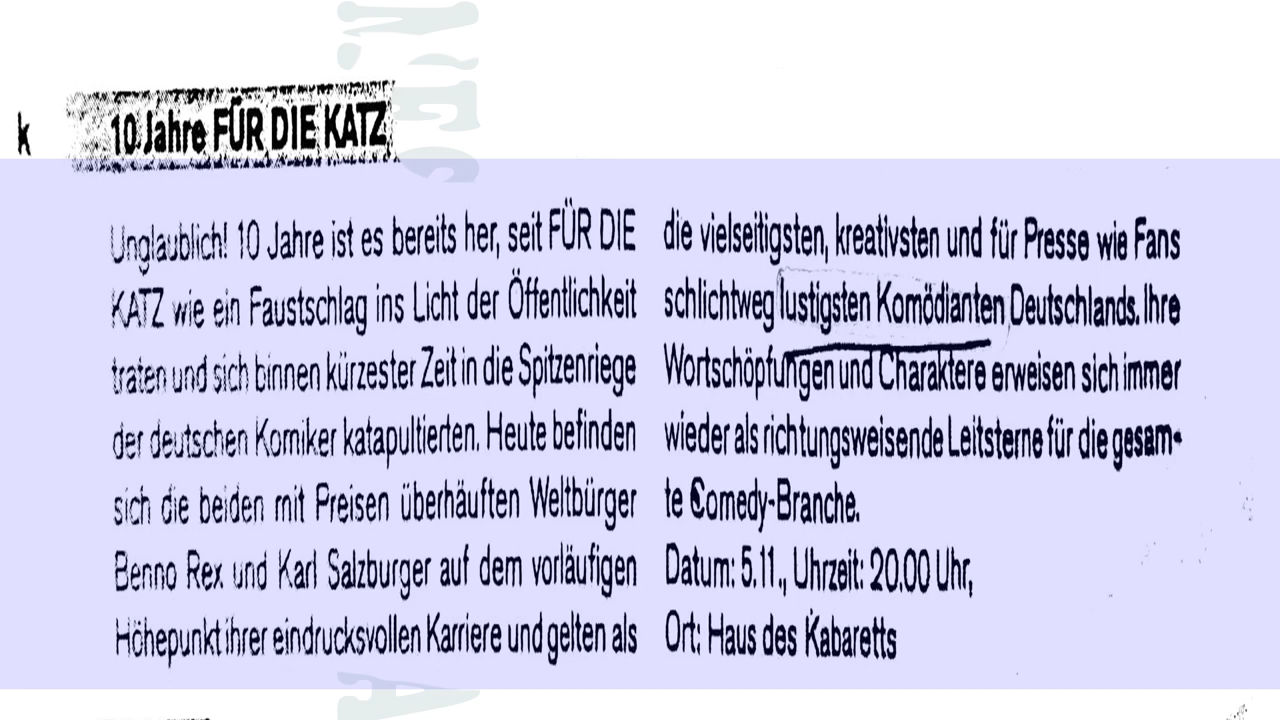 k
10 Jahre FÜR DIE KATZ
Unglaublich! 10 Jahre ist es bereits her, seit FÜR DIE
KATZ wie ein Faustschlag ins Licht der Öffentlichkeit
traten und sich binnen kürzester Zeit in die Spitzenriege
der deutschen Komiker katapultierten. Heute befinden
sich die beiden mit Preisen überhäuften Weltbürger
Benno Rex und Karl Salzburger auf dem vorläufigen
Höhepunkt ihrer eindrucksvollen Karriere und gelten als
die vielseitigsten, kreativsten und für Presse wie Fans
schlichtweg lustigsten Komödianten Deutschlands. Ihre
Wortschöpfungen und Charaktere erweisen sich immer
wieder als richtungsweisende Leitsterne für die gesam-
te Comedy-Branche.
Datum: 5.11., Uhrzeit: 20.00 Uhr,
Ort: Haus des Kabaretts